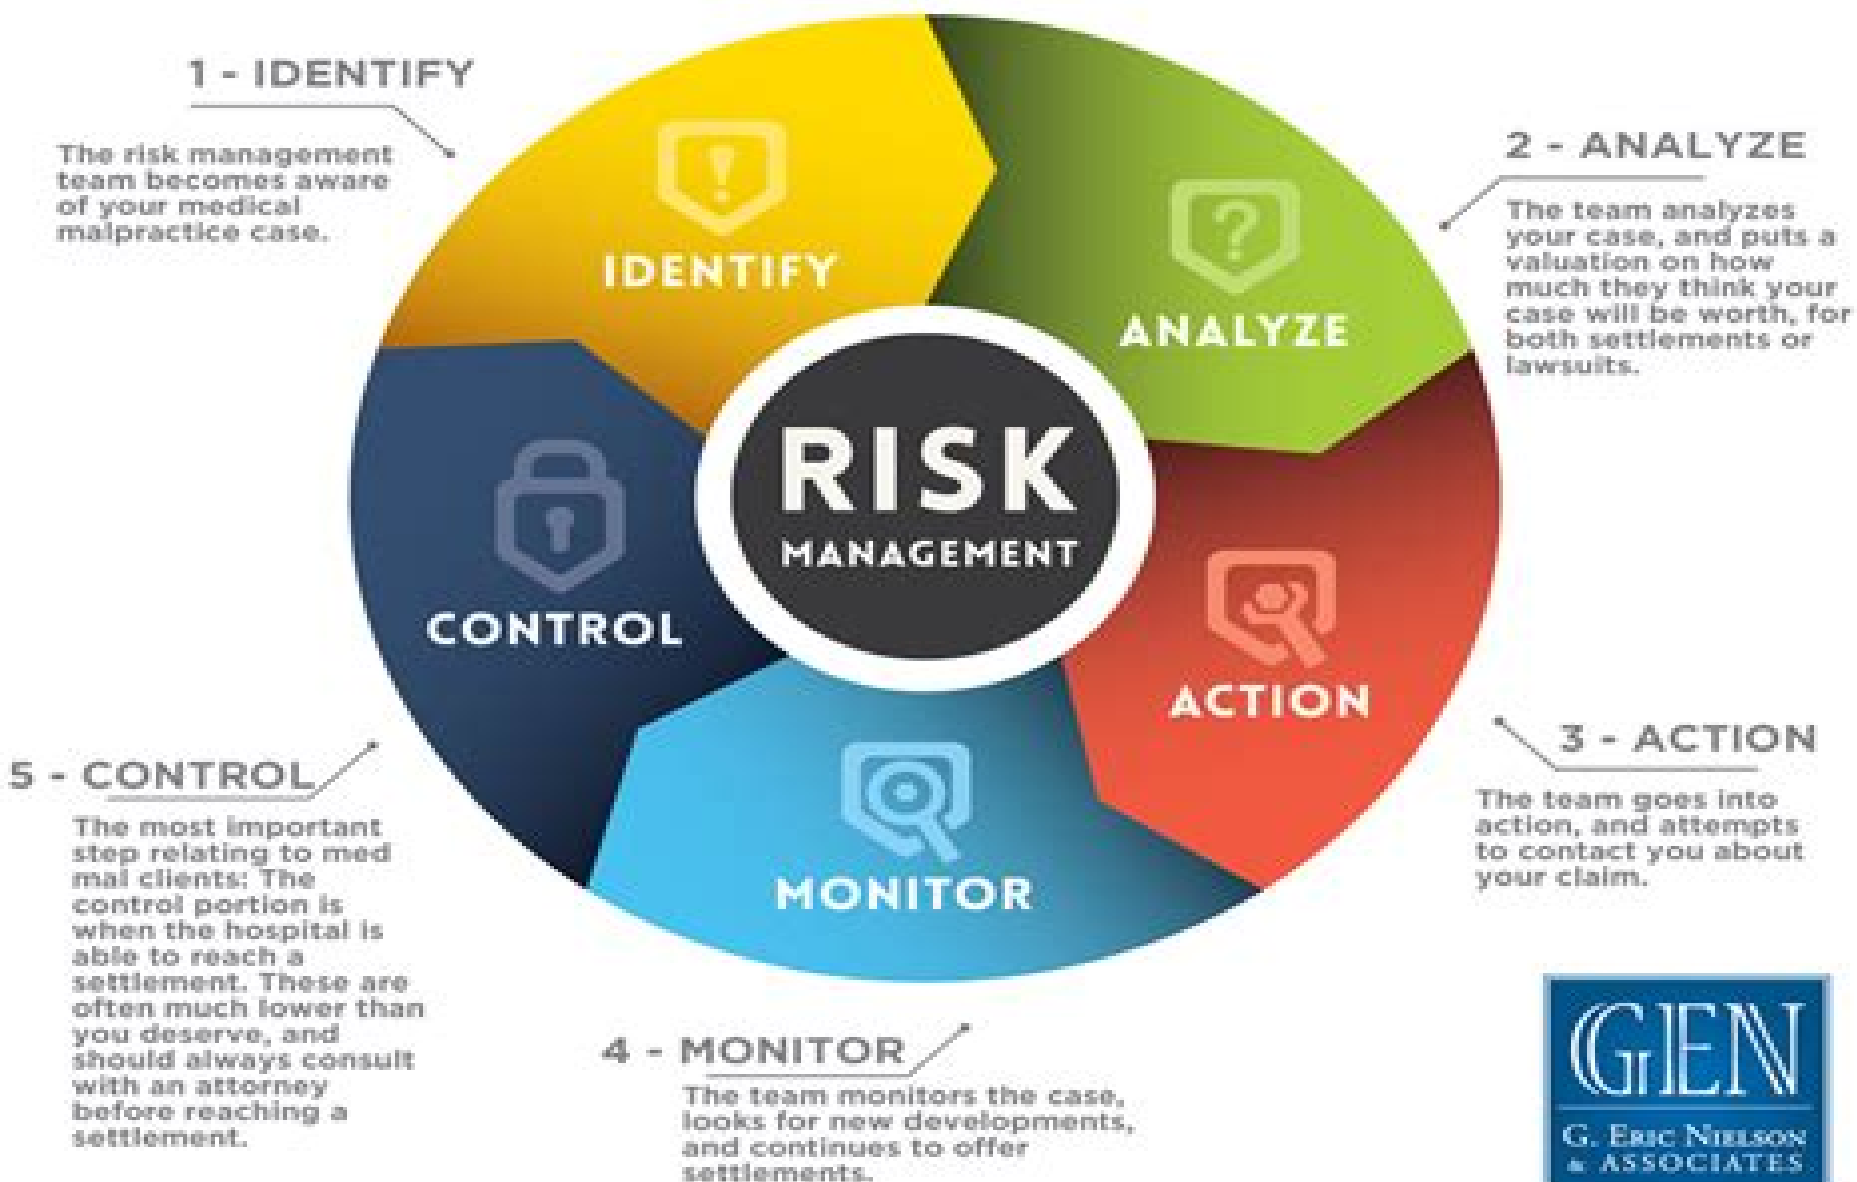 1 - IDENTIFY
The risk management
team becomes aware
of your medical
malpractice case.
IDENTIFY
2 - ANALYZE
The team analyzes
your case, and puts a
valuation on how
much they think your
case will be worth, for
both settlements or
lawsuits.
ANALYZE
RISK
MANAGEMENT
ACTION
3 - ACTION
The team goes into
action, and attempts
to contact you about
your claim.
MONITOR
4 - MONITOR
The team monitors the case,
looks for new developments,
and continues to offer
settlements.
CONTROL
5 - CONTROL
The most important
step relating to med
mal clients: The
control portion is
when the hospital is
able to reach a
settlement. These are
often much lower than
you deserve, and
should always consult
with an attorney
before reaching a
settlement.
GEN
G. ERIC NIELSON
& ASSOCIATES